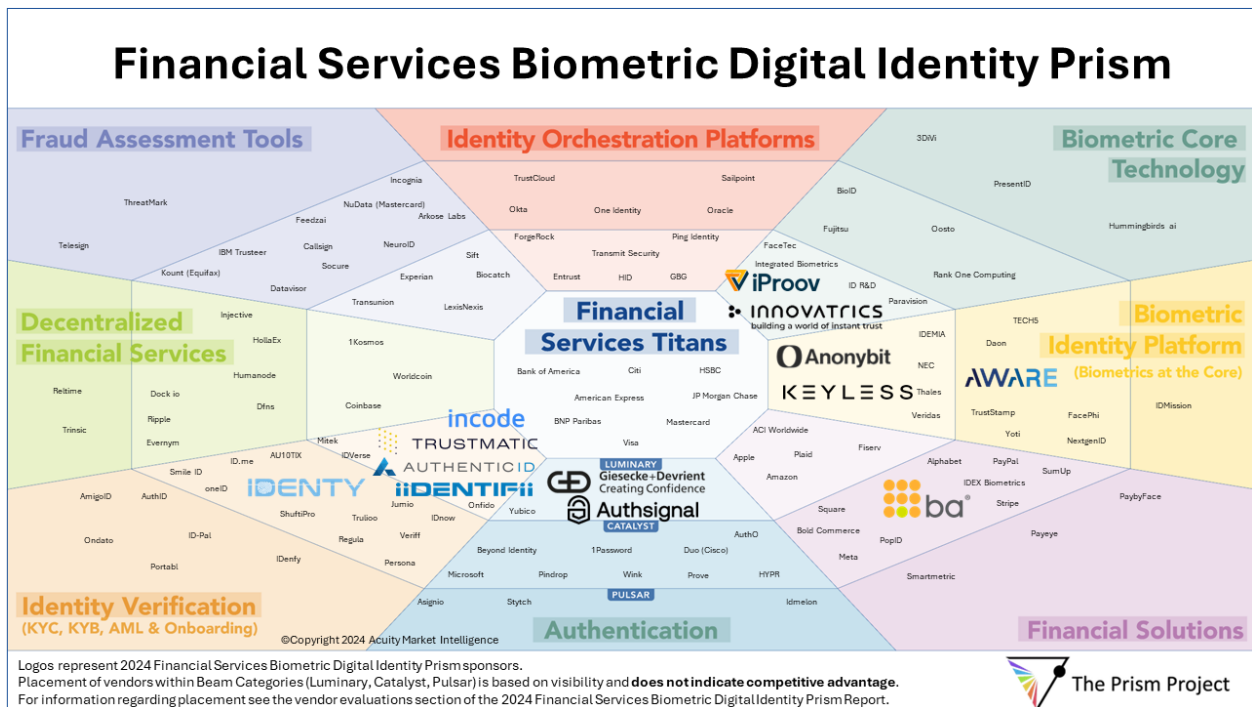 Financial Services Biometric Digital Identity Prism
Fraud Assessment Tools
ThreatMark
Telesign
Incognia
NuData (Mastercard)
Arkose Labs
Feedzai
IBM Trusteer
Callsign
NeuroID
Kount (Equifax)
Socure
Datavisor
Sift
Experian
Biocatch
Transunion
LexisNexis
Identity Orchestration Platforms
TrustCloud
Sailpoint
Okta
One Identity
Oracle
ForgeRock
Ping Identity
Transmit Security
Entrust
HID
GBG
Biometric Core
Technology
3DiVi
PresentID
Hummingbirds ai
BioID
Fujitsu
Oosto
Rank One Computing
FaceTec
Integrated Biometrics
iProov
ID R&D
Paravision
INNOVATRICS
building a world of instant trust
Decentralized
Financial Services
Reltime
Trinsic
Injective
HollaEx
Humanode
Dock io
Dfns
Ripple
Evernym
1Kosmos
Worldcoin
Coinbase
Financial
Services Titans
Bank of America
Citi
HSBC
American Express
JP Morgan Chase
BNP Paribas
Mastercard
Visa
Biometric
Identity Platform
(Biometrics at the Core)
IDEMIA
Anonybit
NEC
KEYLESS
Thales
Veridas
TECH5
Daon
AWARE
TrustStamp
FacePhi
Yoti
NextgenID
IDMission
Identity Verification
(KYC, KYB, AML & Onboarding)
incode
Mitek
TRUSTMATIC
IDVerse
AUTHENTICID
iiDENTIFii
Onfido
AU10TIX
ID.me
Smile ID
oneID
IDENTY
Jumio
ShuftiPro
Trulioo
IDnow
Regula
Veriff
Persona
AmigoID
AuthID
Ondato
ID-Pal
Portabl
IDenfy
LUMINARY
Giesecke+Devrient
Creating Confidence
Authsignal
Yubico
CATALYST
AuthO
Beyond Identity
1Password
Duo (Cisco)
Microsoft
Pindrop
Wink
Prove
HYPR
PULSAR
Asignio
Stytch
Idmelon
Authentication
ACI Worldwide
Plaid
Fiserv
Apple
Amazon
Alphabet
PayPal
SumUp
IDEX Biometrics
ba®
Stripe
Square
Bold Commerce
PopID
Meta
PaybyFace
Payeye
Smartmetric
Financial Solutions
©Copyright 2024 Acuity Market Intelligence
Logos represent 2024 Financial Services Biometric Digital Identity Prism sponsors.
Placement of vendors within Beam Categories (Luminary, Catalyst, Pulsar) is based on visibility and does not indicate competitive advantage.
For information regarding placement see the vendor evaluations section of the 2024 Financial Services Biometric Digital Identity Prism Report.
The Prism Project